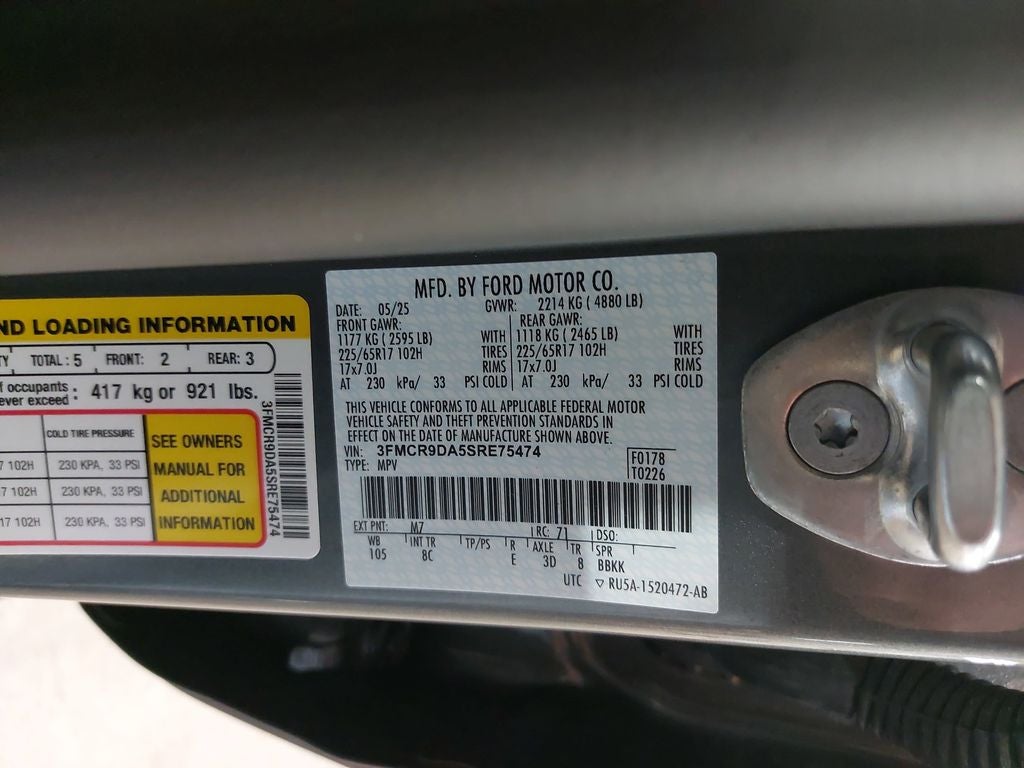 ND LOADING INFORMATION
TOTAL : 5 FRONT: 2 REAR: 3
f occupants
ever exceed : 417 kg or 921 lbs.
COLD TIRE PRESSURE
7 102H 230 KPA, 33 PSI
7 102H 230 KPA, 33 PSI
17 102H 230 KPA, 33 PSI
SEE OWNERS
MANUAL FOR
ADDITIONAL
INFORMATION
3FMCR9DA5SRE75474
MFD. BY FORD MOTOR CO.
DATE: 05/25 GVWR: 2214 KG ( 4880 LB)
FRONT GAWR: REAR GAWR:
1177 KG ( 2595 LB) WITH 1118 KG ( 2465 LB) WITH
225/65R17 102H TIRES 225/65R17 102H TIRES
17x7.0J RIMS 17x7.0J RIMS
AT 230 kPa/ 33 PSI COLD AT 230 kPa/ 33 PSI COLD
THIS VEHICLE CONFORMS TO ALL APPLICABLE FEDERAL MOTOR
VEHICLE SAFETY AND THEFT PREVENTION STANDARDS IN
EFFECT ON THE DATE OF MANUFACTURE SHOWN ABOVE.
VIN: 3FMCR9DA5SRE75474
TYPE: MPV
F0178
T0226
EXT PNT: M7 RC: 71 DSO:
WB INT TR TP/PS R AXLE TR SPR
105 8C E 3D 8 BBKK
UTC ▽ RU5A-1520472-AB